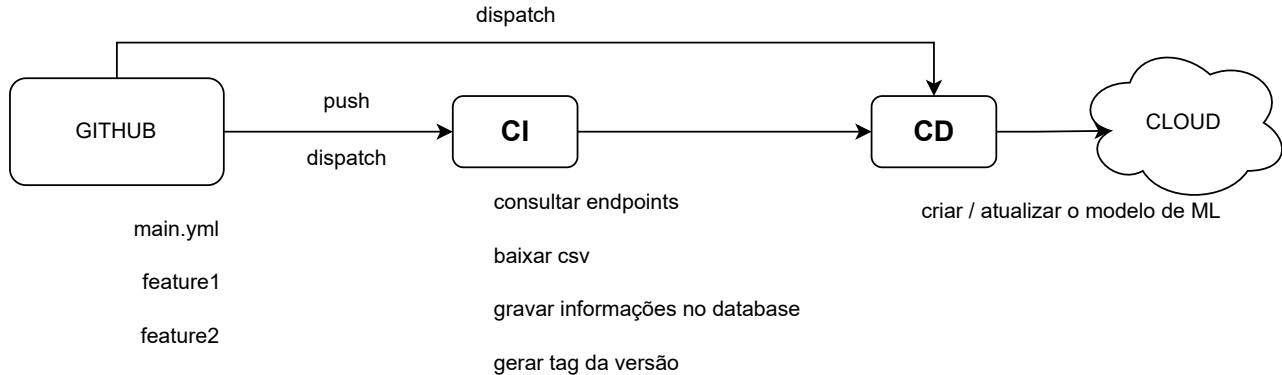 dispatch
GITHUB
push
dispatch
CI
CD
CLOUD
main.yml
feature1
feature2
consultar endpoints
baixar csv
gravar informações no database
gerar tag da versão
criar / atualizar o modelo de ML